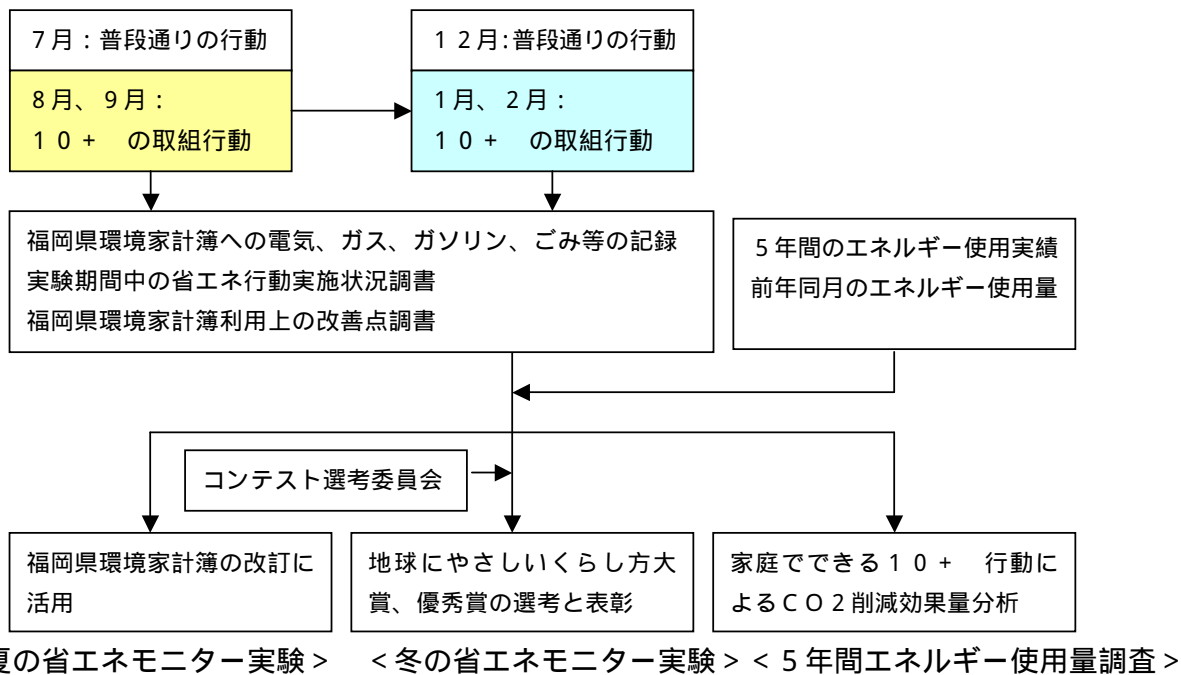 7月：普段通りの行動
8月、9月：
10+　の取組行動
12月:普段通りの行動
1月、2月：
10+　の取組行動
福岡県環境家計簿への電気、ガス、ガソリン、ごみ等の記録
実験期間中の省エネ行動実施状況調書
福岡県環境家計簿利用上の改善点調書
5年間のエネルギー使用実績
前年同月のエネルギー使用量
コンテスト選考委員会
福岡県環境家計簿の改訂に
活用
地球にやさしいくらし方大
賞、優秀賞の選考と表彰
家庭でできる10+　行動に
よるCO2削減効果量分析
夏の省エネモニター実験＞　＜冬の省エネモニター実験＞＜5年間エネルギー使用量調査＞